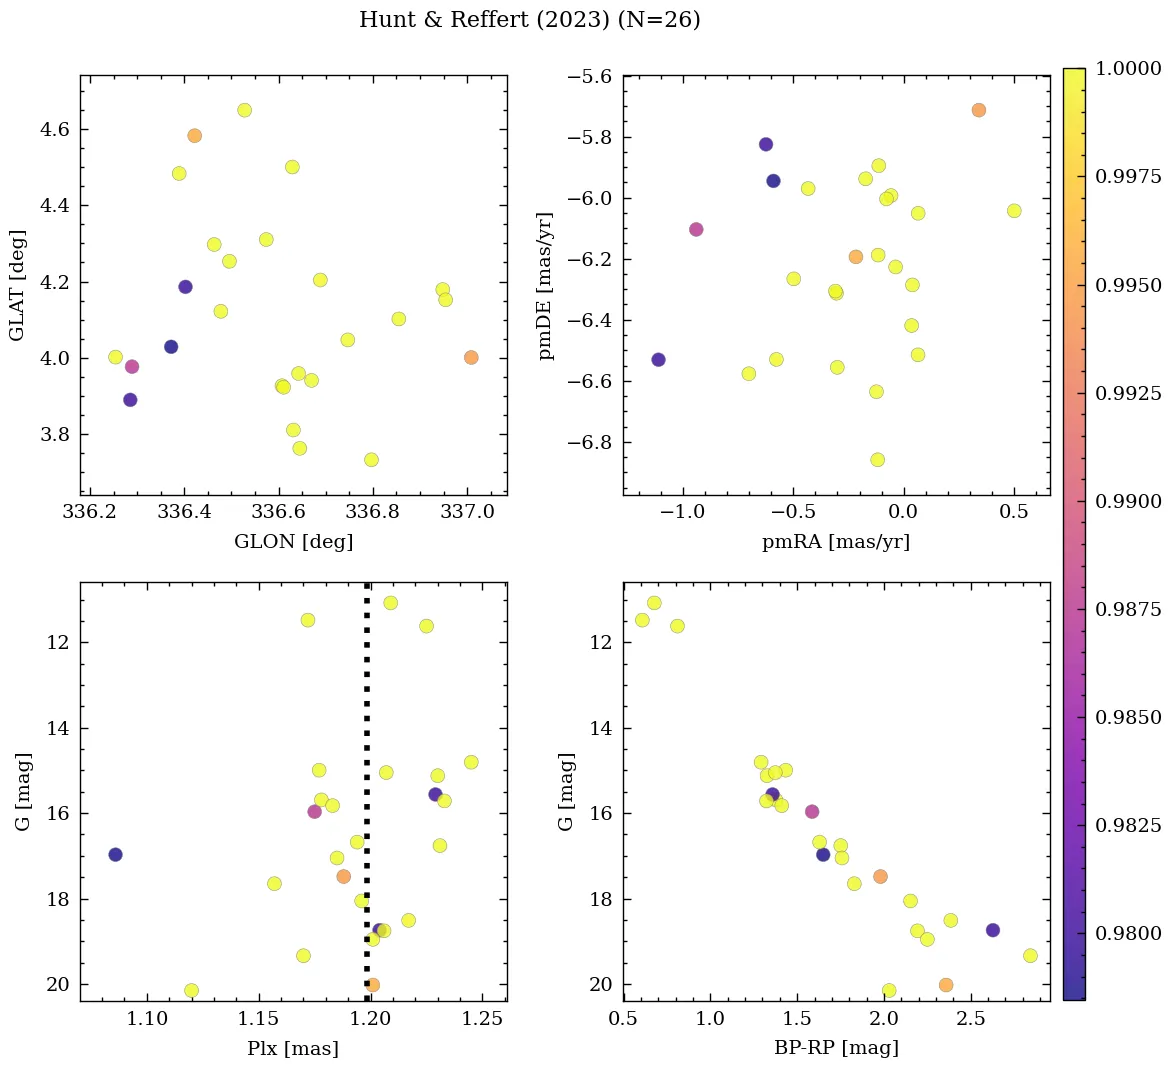 Hunt & Reffert (2023) (N=26)
4.6
4.4
4.2
4.0
3.8
GLAT [deg]
336.2 336.4 336.6 336.8 337.0
GLON [deg]
−5.6
−5.8
−6.0
−6.2
−6.4
−6.6
−6.8
pmDE [mas/yr]
−1.0 −0.5 0.0 0.5
pmRA [mas/yr]
12
14
16
18
20
G [mag]
1.10 1.15 1.20 1.25
Plx [mas]
12
14
16
18
20
G [mag]
0.5 1.0 1.5 2.0 2.5
BP-RP [mag]
1.0000
0.9975
0.9950
0.9925
0.9900
0.9875
0.9850
0.9825
0.9800